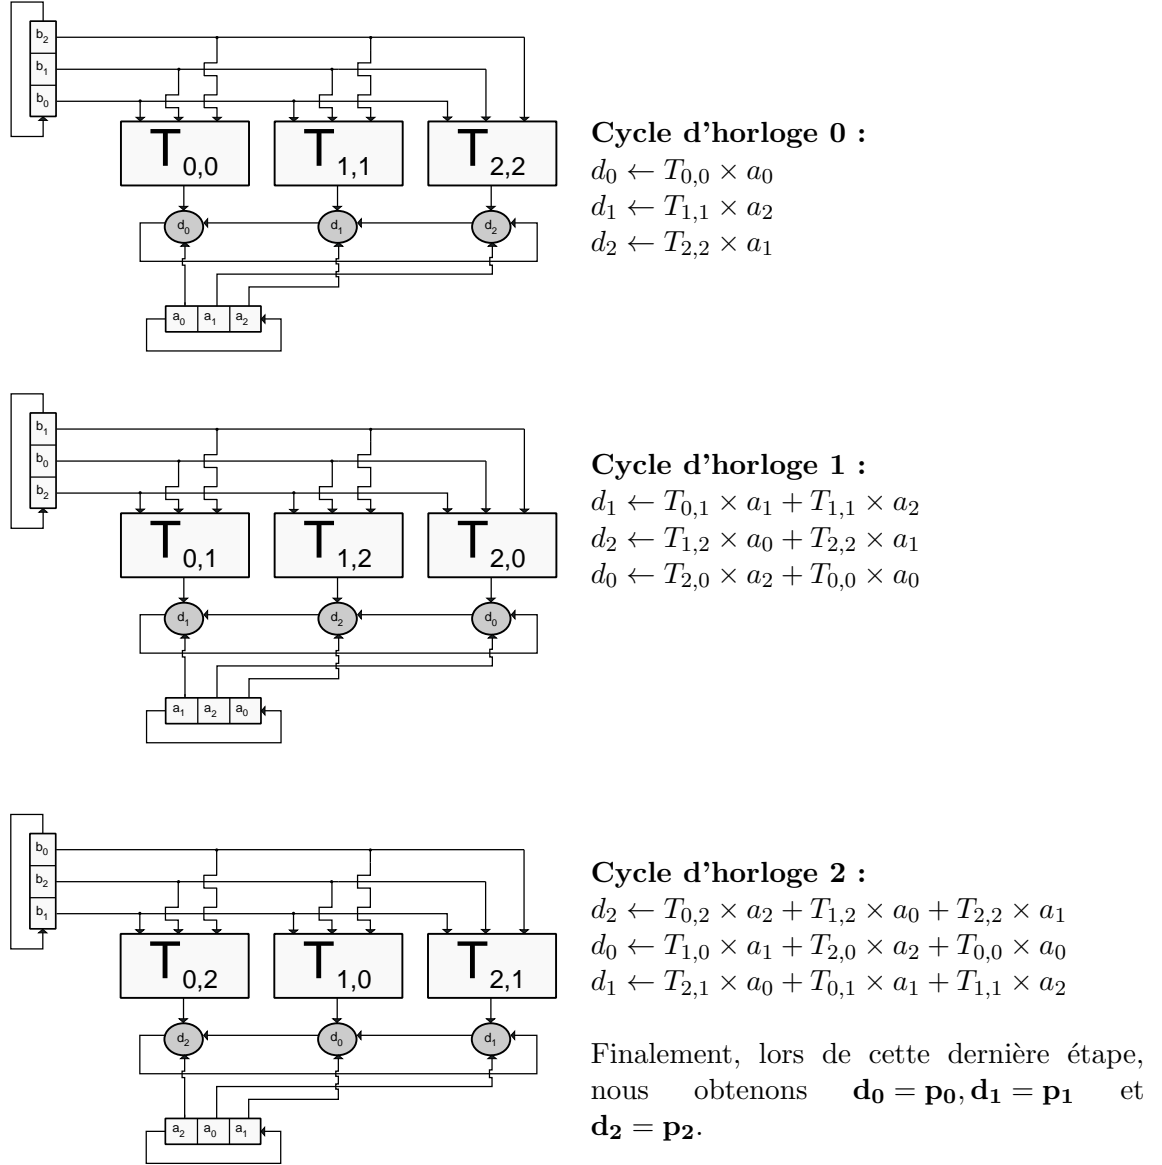 b2
b1
b0
T0,0 T1,1 T2,2
d0 d1 d2
a0 a1 a2
Cycle d'horloge 0 :
d0 ← T0,0 × a0
d1 ← T1,1 × a2
d2 ← T2,2 × a1
b1
b0
b2
T0,1 T1,2 T2,0
d1 d2 d0
a1 a2 a0
Cycle d'horloge 1 :
d1 ← T0,1 × a1 + T1,1 × a2
d2 ← T1,2 × a0 + T2,2 × a1
d0 ← T2,0 × a2 + T0,0 × a0
b0
b2
b1
T0,2 T1,0 T2,1
d2 d0 d1
a2 a0 a1
Cycle d'horloge 2 :
d2 ← T0,2 × a2 + T1,2 × a0 + T2,2 × a1
d0 ← T1,0 × a1 + T2,0 × a2 + T0,0 × a0
d1 ← T2,1 × a0 + T0,1 × a1 + T1,1 × a2
Finalement, lors de cette dernière étape,
nous obtenons d0 = p0, d1 = p1 et
d2 = p2.